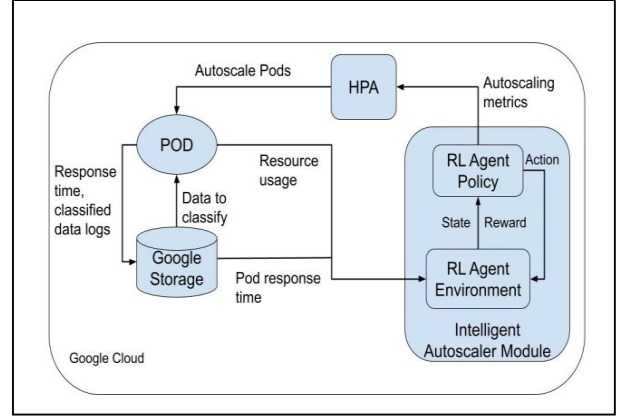 Autoscale Pods
HPA
Autoscaling
metrics
POD
Resource
usage
RL Agent
Policy
Action
Response
time,
classified
data logs
Data to
classify
State
Reward
Google
Storage
Pod response
time
RL Agent
Environment
Intelligent
Autoscaler Module
Google Cloud